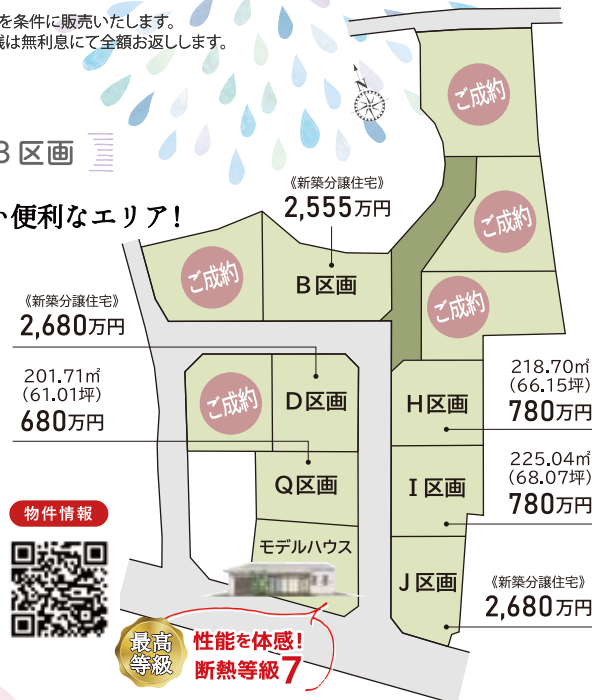 を条件に販売いたします。
は無利息にて全額お返しします。
N
区画
便利なエリア!
ご成約
《新築分譲住宅》
2,555万円
ご成約
ご成約
B区画
ご成約
《新築分譲住宅》
2,680万円
201.71㎡
(61.01坪)
680万円
ご成約
D区画
H区画
218.70㎡
(66.15坪)
780万円
Q区画
I区画
225.04㎡
(68.07坪)
780万円
物件情報
モデルハウス
J区画
《新築分譲住宅》
2,680万円
最高
等級
性能を体感!
断熱等級7